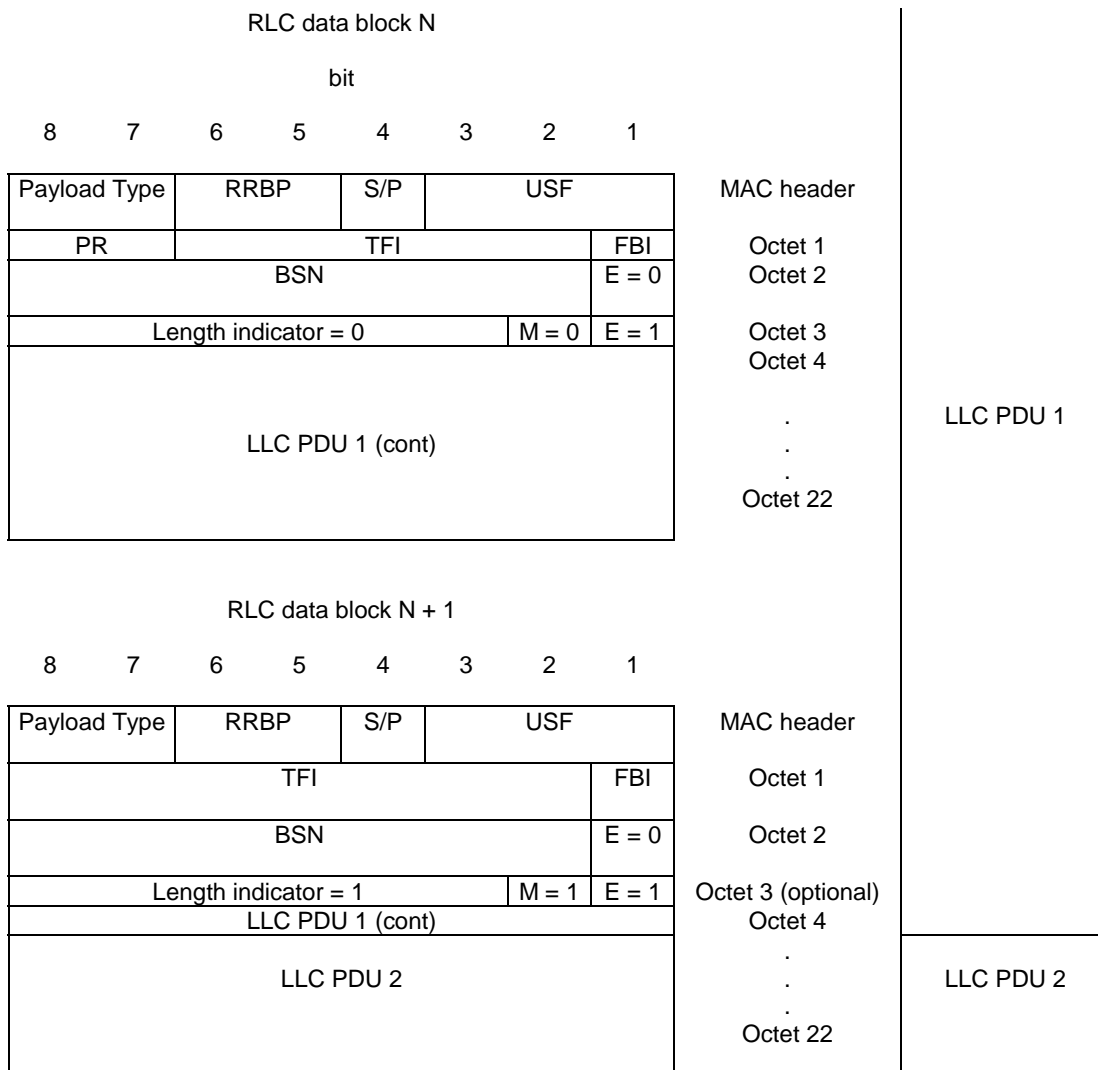 RLC data block N
bit
8 7 6 5 4 3 2 1
Payload Type RRBP S/P USF MAC header
PR TFI FBI Octet 1
BSN E = 0 Octet 2
Length indicator = 0 M = 0 E = 1 Octet 3
Octet 4
.
LLC PDU 1
LLC PDU 1 (cont) .
.
Octet 22
RLC data block N + 1
8 7 6 5 4 3 2 1
Payload Type RRBP S/P USF MAC header
TFI FBI Octet 1
BSN E = 0 Octet 2
Length indicator = 1 M = 1 E = 1 Octet 3 (optional)
LLC PDU 1 (cont) Octet 4
.
LLC PDU 2 . LLC PDU 2
.
Octet 22